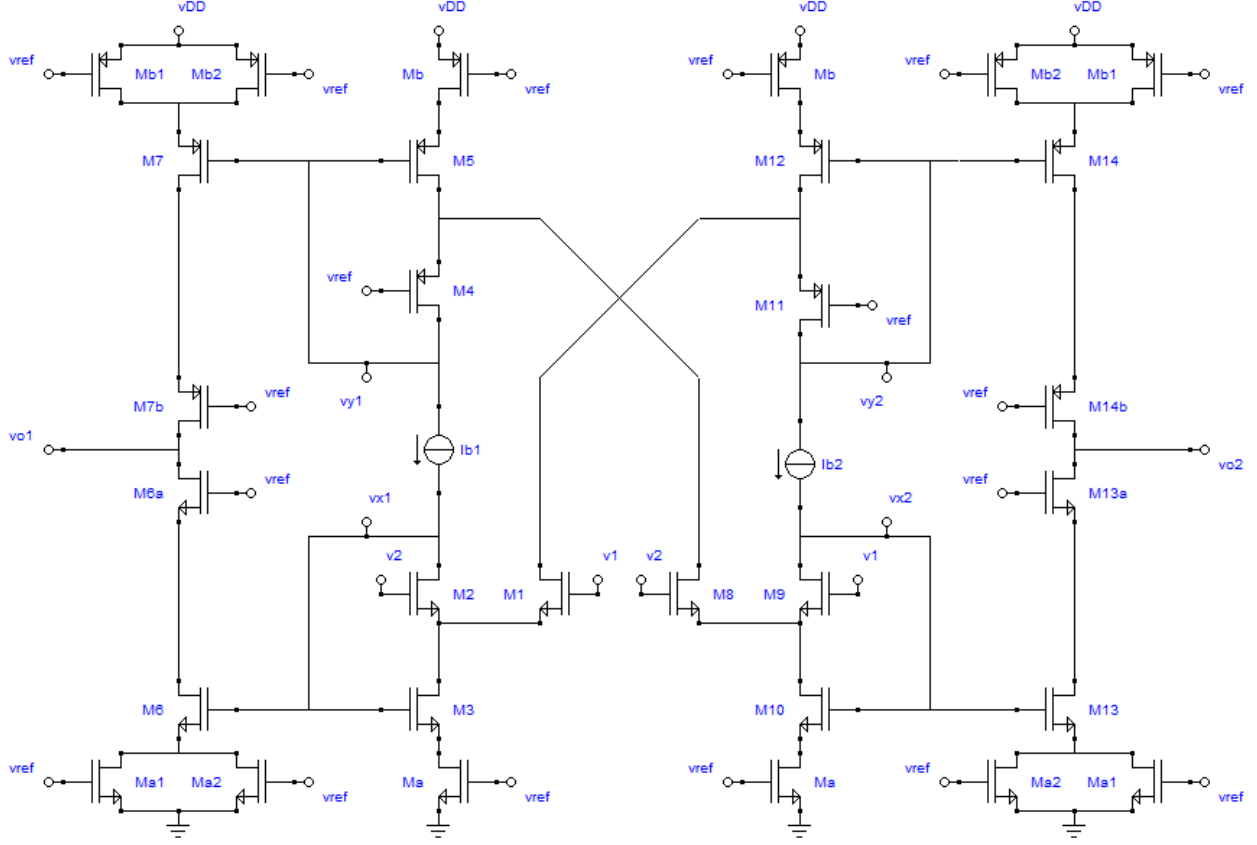 vDD vDD vDD vDD
vref Mb1 Mb2 vref Mb vref vref Mb vref Mb2 Mb1 vref
M7 M5 M12 M14
vref M4 M11 vref
M7b vref vy1 vy2 vref M14b
vo1 Ib1 Ib2 vo2
M6a vref vx1 vx2 vref M13a
v2 v1 v2 v1
M2 M1 M8 M9
M6 M3 M10 M13
vref Ma1 Ma2 vref Ma vref vref Ma vref Ma2 Ma1 vref